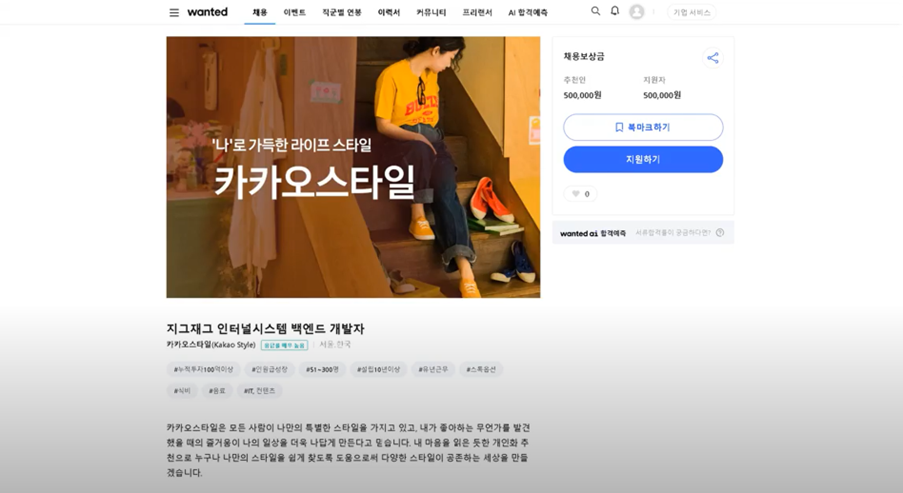 wanted
채용
이벤트
직군별 연봉
이력서
커뮤니티
프리랜서
AI 합격예측
기업 서비스
'나'로 가득한 라이프 스타일
카카오스타일
채용보상금
추천인
지원자
500,000원
500,000원
북마크하기
지원하기
0
wanted ai 합격예측
서류합격률이 궁금하다면?
지그재그 인터널시스템 백엔드 개발자
카카오스타일(Kakao Style)
응답률 매우 높음
서울.한국
#누적투자100억이상
#인원급성장
#51~300명
#설립10년이상
#유연근무
#스톡옵션
#식비
#음료
#IT, 컨텐츠
카카오스타일은 모든 사람이 나만의 특별한 스타일을 가지고 있고, 내가 좋아하는 무언가를 발견
했을 때의 즐거움이 나의 일상을 더욱 나답게 만든다고 믿습니다. 내 마음을 읽은 듯한 개인화 추
천으로 누구나 나만의 스타일을 쉽게 찾도록 도움으로써 다양한 스타일이 공존하는 세상을 만들
겠습니다.